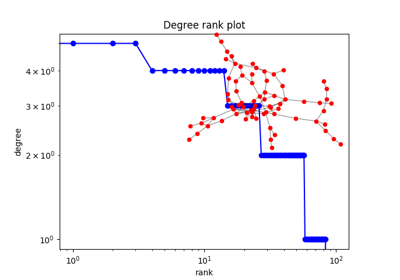 Degree rank plot
degree
4 × 10⁰
3 × 10⁰
2 × 10⁰
10⁰
10⁰ 10¹ 10²
rank